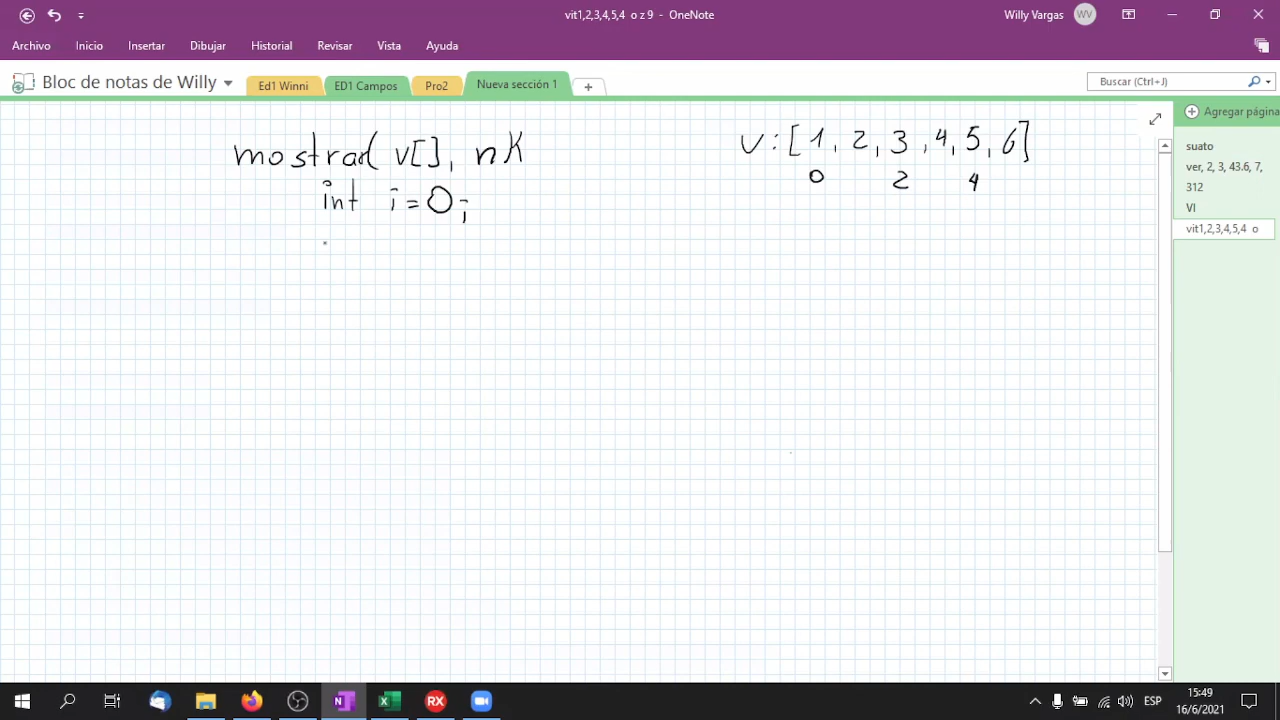 vit1,2,3,4,5,4 o z 9 - OneNote
Willy Vargas WV
Archivo Inicio Insertar Dibujar Historial Revisar Vista Ayuda
Bloc de notas de Willy
Ed1 Winni ED1 Campos Pro2 Nueva sección 1 +
Buscar (Ctrl+J)
Agregar página
suato
ver, 2, 3, 43.6, 7,
312
VI
vit1,2,3,4,5,4 o
mostrar( v[], n
int i=0;
v:[1, 2, 3, 4, 5, 6]
0 2 4
ESP
15:49
16/6/2021